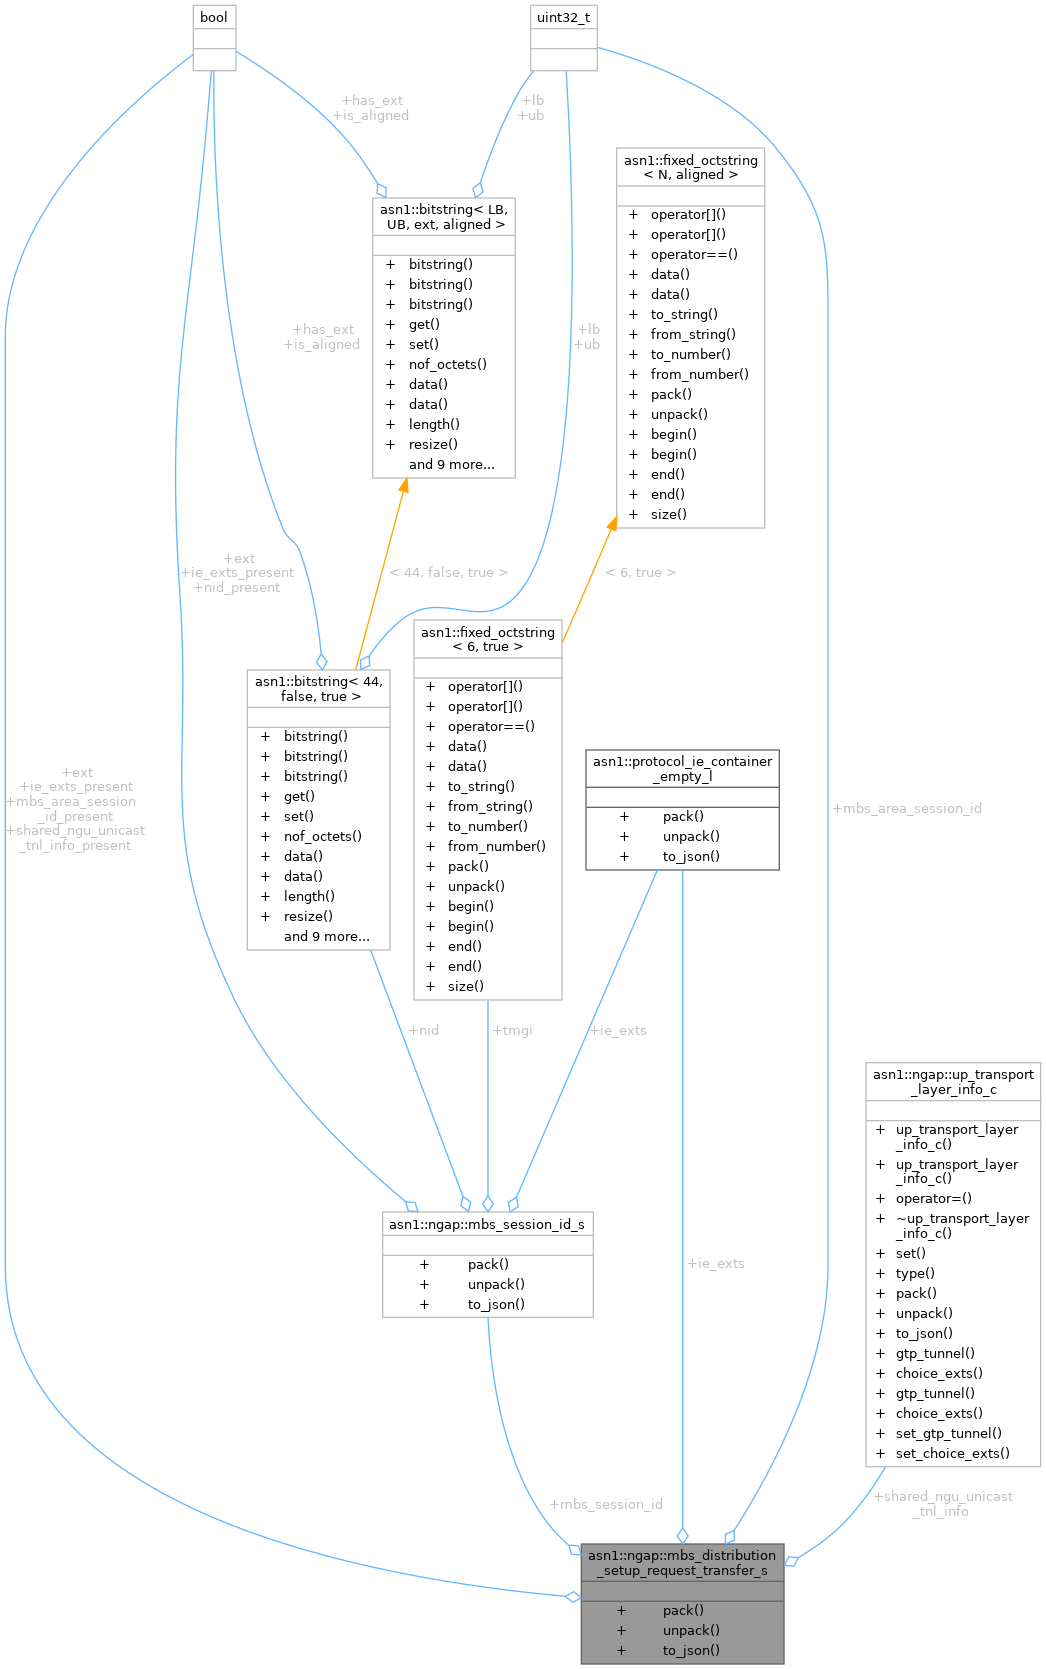 bool
uint32_t
+has_ext
+is_aligned
+lb
+ub
asn1::fixed_octstring
< N, aligned >
+ operator[]()
+ operator[]()
+ operator==()
+ data()
+ data()
+ to_string()
+ from_string()
+ to_number()
+ from_number()
+ pack()
+ unpack()
+ begin()
+ begin()
+ end()
+ end()
+ size()
asn1::bitstring< LB,
UB, ext, aligned >
+ bitstring()
+ bitstring()
+ bitstring()
+ get()
+ set()
+ nof_octets()
+ data()
+ data()
+ length()
+ resize()
and 9 more...
+has_ext
+is_aligned
+lb
+ub
+ext
+ie_exts_present
+nid_present
< 44, false, true >
< 6, true >
asn1::fixed_octstring
< 6, true >
+ operator[]()
+ operator[]()
+ operator==()
+ data()
+ data()
+ to_string()
+ from_string()
+ to_number()
+ from_number()
+ pack()
+ unpack()
+ begin()
+ begin()
+ end()
+ end()
+ size()
asn1::bitstring< 44,
false, true >
+ bitstring()
+ bitstring()
+ bitstring()
+ get()
+ set()
+ nof_octets()
+ data()
+ data()
+ length()
+ resize()
and 9 more...
asn1::protocol_ie_container
_empty_l
+ pack()
+ unpack()
+ to_json()
+ext
+ie_exts_present
+mbs_area_session
_id_present
+shared_ngu_unicast
_tnl_info_present
+mbs_area_session_id
+nid
+tmgi
+ie_exts
asn1::ngap::up_transport
_layer_info_c
+ up_transport_layer
_info_c()
+ up_transport_layer
_info_c()
+ operator=()
+ ~up_transport_layer
_info_c()
+ set()
+ type()
+ pack()
+ unpack()
+ to_json()
+ gtp_tunnel()
+ choice_exts()
+ gtp_tunnel()
+ choice_exts()
+ set_gtp_tunnel()
+ set_choice_exts()
asn1::ngap::mbs_session_id_s
+ pack()
+ unpack()
+ to_json()
+ie_exts
+mbs_session_id
+shared_ngu_unicast
_tnl_info
asn1::ngap::mbs_distribution
_setup_request_transfer_s
+ pack()
+ unpack()
+ to_json()